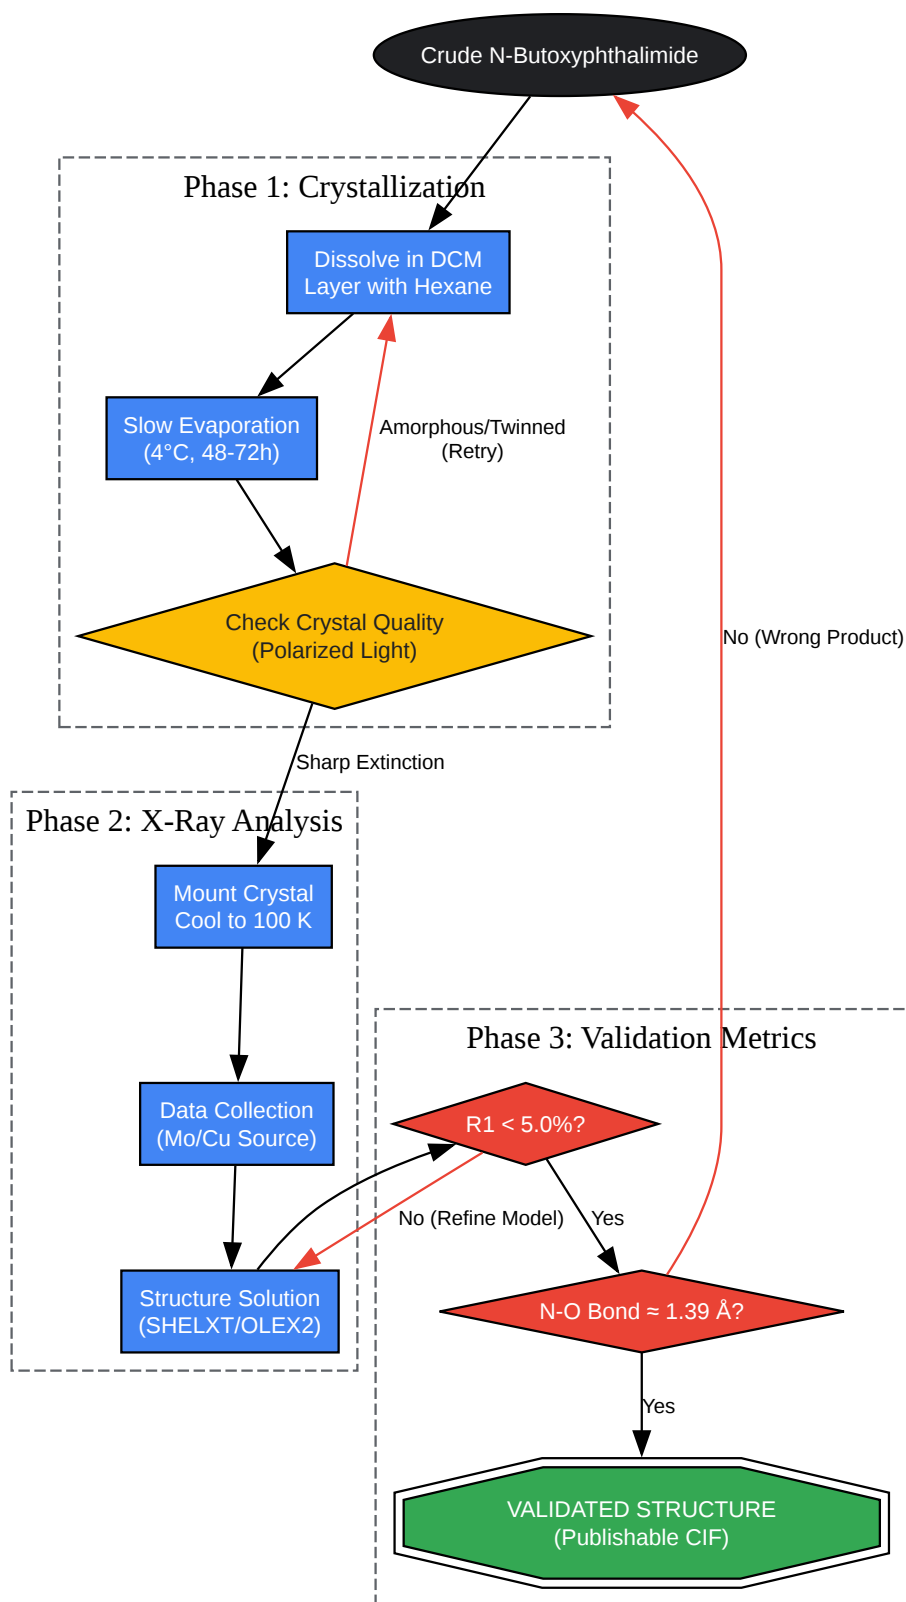 Crude N-Butoxyphthalimide
Phase 1: Crystallization
Dissolve in DCM
Layer with Hexane
Slow Evaporation
(4°C, 48-72h)
Amorphous/Twinned
(Retry)
Check Crystal Quality
(Polarized Light)
No (Wrong Product)
Sharp Extinction
Phase 2: X-Ray Analysis
Mount Crystal
Cool to 100 K
Phase 3: Validation Metrics
Data Collection
(Mo/Cu Source)
R1 < 5.0%?
No (Refine Model)
Yes
Structure Solution
(SHELXT/OLEX2)
N-O Bond ≈ 1.39 Å?
Yes
VALIDATED STRUCTURE
(Publishable CIF)